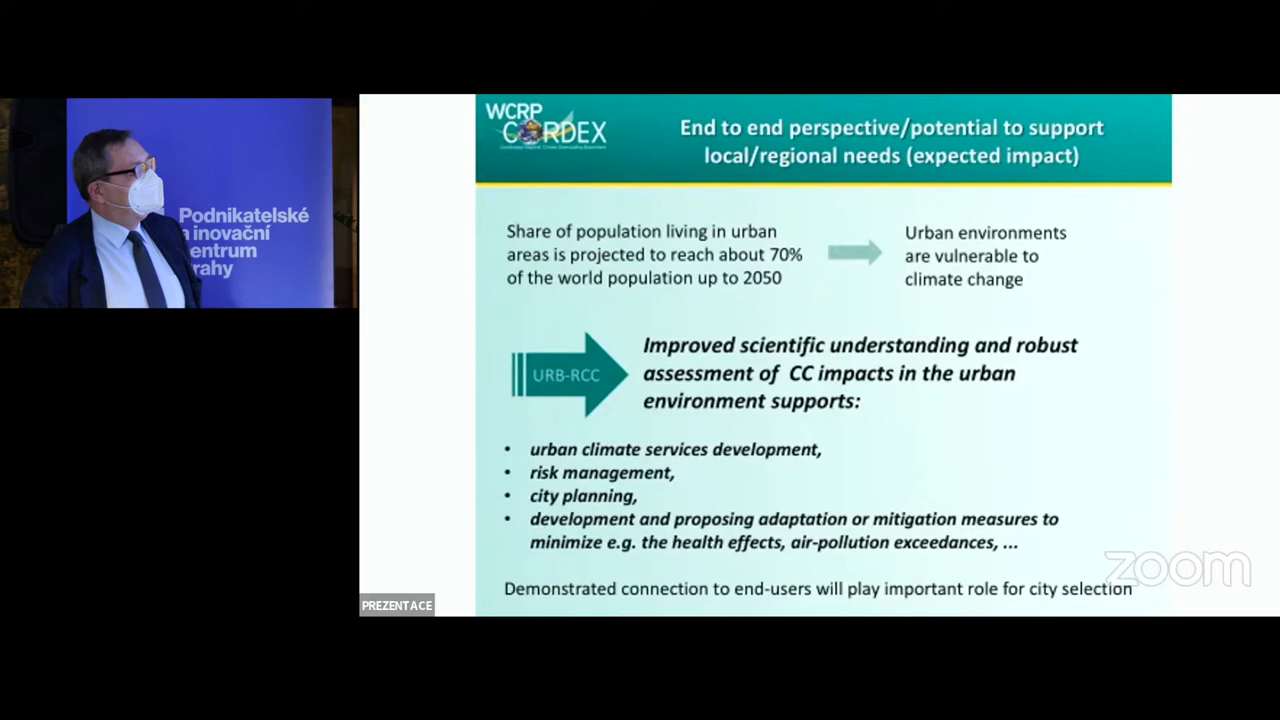 Podnikatelské
a inovační
centrum
WCRP
CORDEX
End to end perspective/potential to support
local/regional needs (expected impact)
Share of population living in urban
areas is projected to reach about 70%
of the world population up to 2050
Urban environments
are vulnerable to
climate change
URB-RCC
Improved scientific understanding and robust
assessment of CC impacts in the urban
environment supports:
• urban climate services development,
• risk management,
• city planning,
• development and proposing adaptation or mitigation measures to
minimize e.g. the health effects, air-pollution exceedances, ...
Demonstrated connection to end-users will play important role for city selection
zoom
PREZENTACE